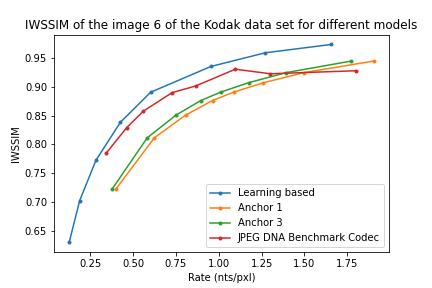 IWSSIM of the image 6 of the Kodak data set for different models
0.95
0.90
0.85
0.80
0.75
0.70
0.65
IWSSIM
Learning based
Anchor 1
Anchor 3
JPEG DNA Benchmark Codec
0.25 0.50 0.75 1.00 1.25 1.50 1.75
Rate (nts/pxl)